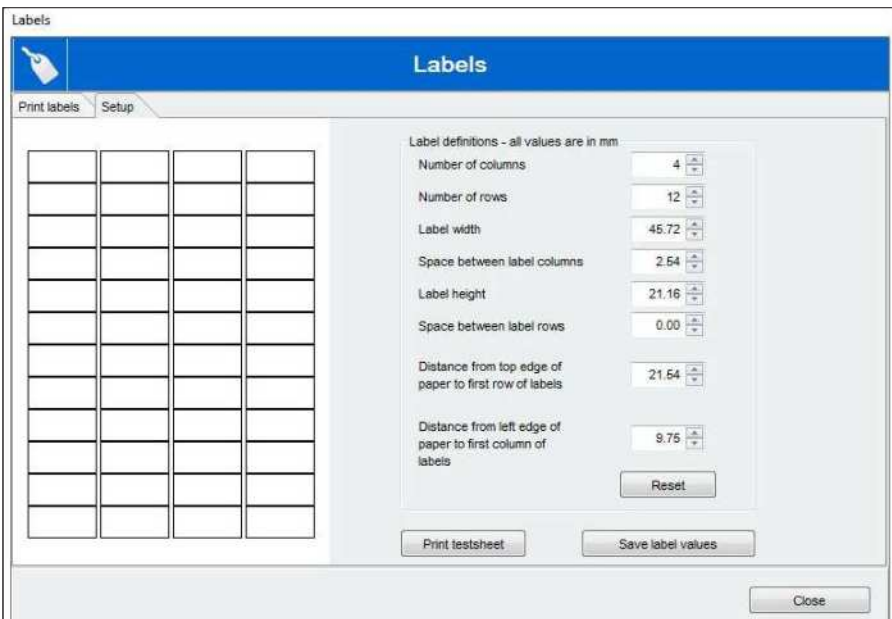 Labels
Labels
Print labels Setup
Label definitions - all values are in mm
Number of columns 4
Number of rows 12
Label width 45.72
Space between label columns 2.54
Label height 21.16
Space between label rows 0.00
Distance from top edge of
paper to first row of labels 21.54
Distance from left edge of
paper to first column of 9.75
labels
Reset
Print testsheet Save label values
Close